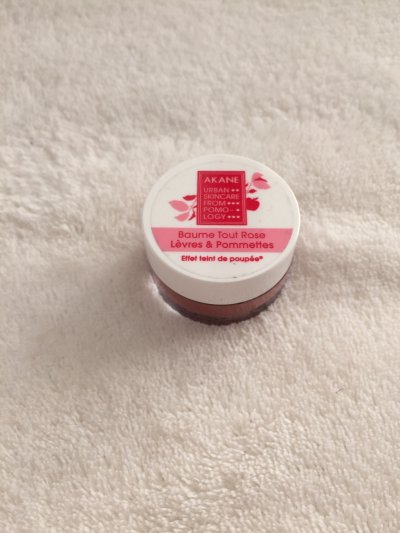 AKANE
URBAN
SKINCARE
FROM
POMO -
LOGY
Baume Tout Rose
Lèvres & Pommettes
Effet teint de poupée*